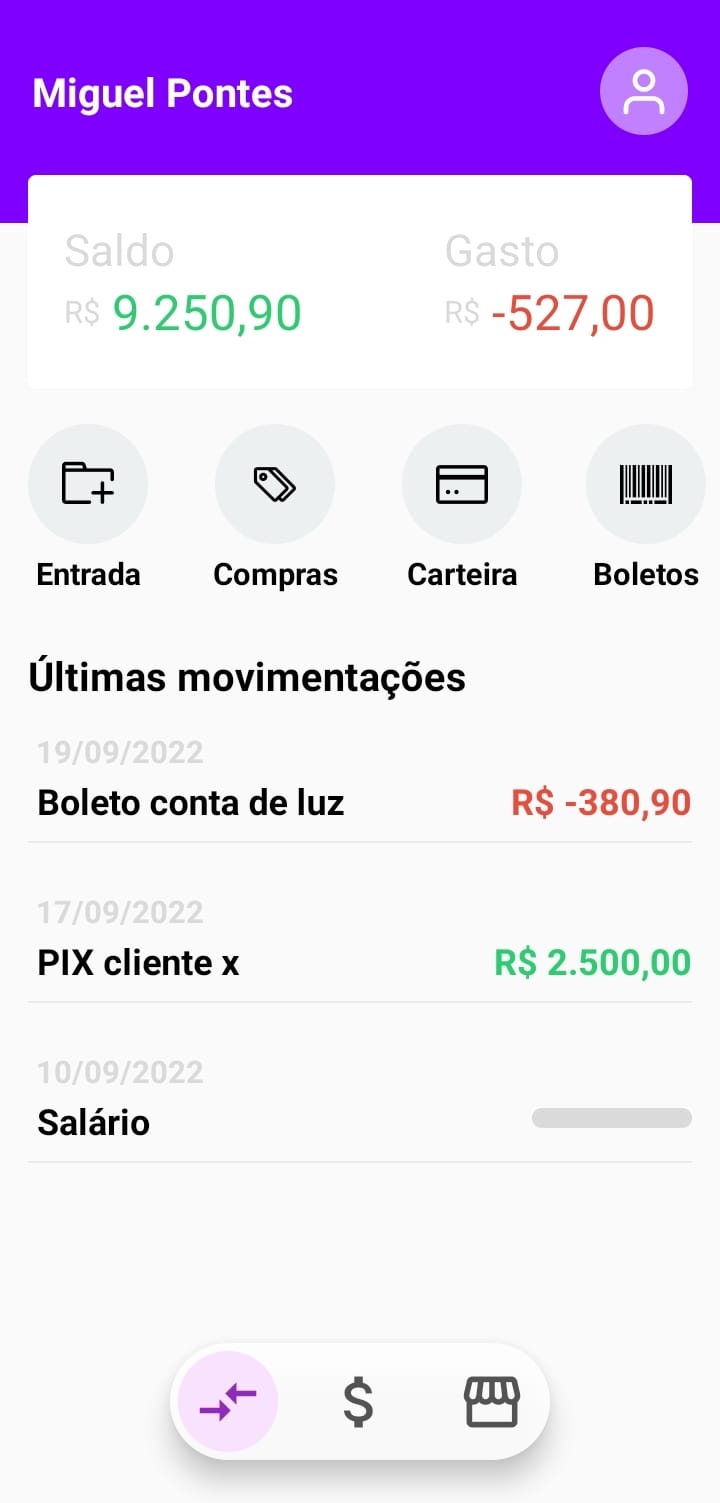 Miguel Pontes
Saldo
Gasto
R$ 9.250,90
R$ -527,00
Entrada
Compras
Carteira
Boletos
Últimas movimentações
19/09/2022
Boleto conta de luz
R$ -380,90
17/09/2022
PIX cliente x
R$ 2.500,00
10/09/2022
Salário